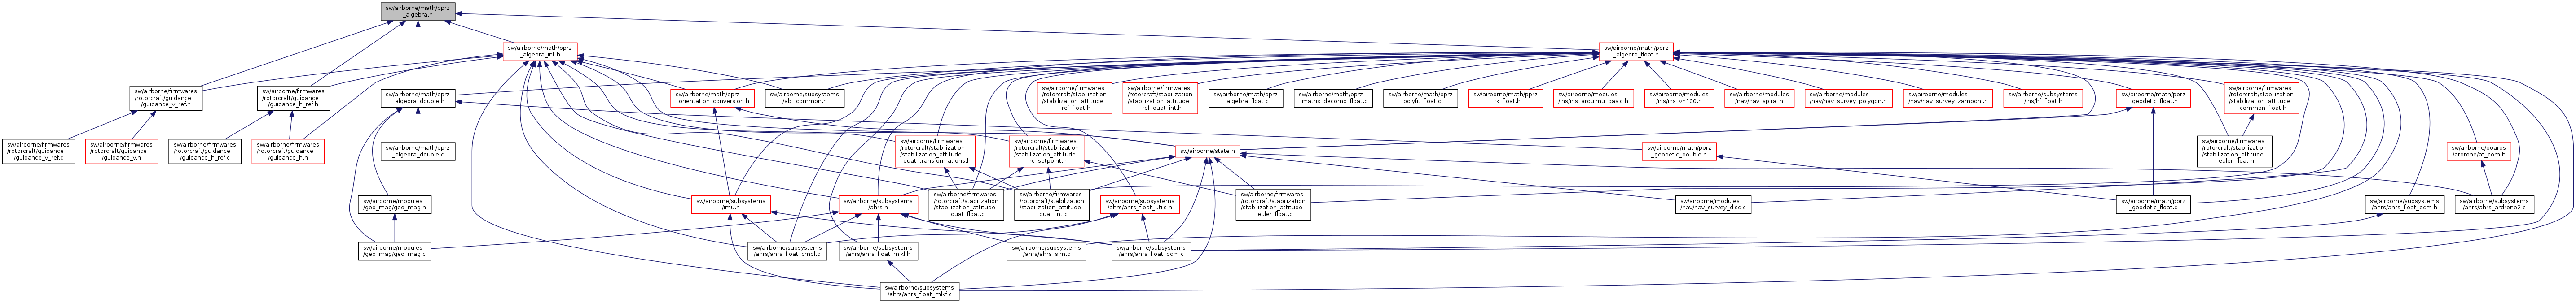 sw/airborne/math/pprz
_algebra.h
sw/airborne/math/pprz
_algebra_int.h
sw/airborne/math/pprz
_algebra_float.h
sw/airborne/firmwares
/rotorcraft/guidance
/guidance_v_ref.h
sw/airborne/firmwares
/rotorcraft/guidance
/guidance_h_ref.h
sw/airborne/math/pprz
_algebra_double.h
sw/airborne/math/pprz
_orientation_conversion.h
sw/airborne/subsystems
/abi_common.h
sw/airborne/firmwares
/rotorcraft/stabilization
/stabilization_attitude
_ref_float.h
sw/airborne/firmwares
/rotorcraft/stabilization
/stabilization_attitude
_ref_quat_int.h
sw/airborne/math/pprz
_algebra_float.c
sw/airborne/math/pprz
_matrix_decomp_float.c
sw/airborne/math/pprz
_polyfit_float.c
sw/airborne/math/pprz
_rk_float.h
sw/airborne/modules
/ins/ins_arduimu_basic.h
sw/airborne/modules
/ins/ins_vn100.h
sw/airborne/modules
/nav/nav_spiral.h
sw/airborne/modules
/nav/nav_survey_polygon.h
sw/airborne/modules
/nav/nav_survey_zamboni.h
sw/airborne/subsystems
/ins/hf_float.h
sw/airborne/math/pprz
_geodetic_float.h
sw/airborne/firmwares
/rotorcraft/stabilization
/stabilization_attitude
_common_float.h
sw/airborne/firmwares
/rotorcraft/guidance
/guidance_v_ref.c
sw/airborne/firmwares
/rotorcraft/guidance
/guidance_v.h
sw/airborne/firmwares
/rotorcraft/guidance
/guidance_h_ref.c
sw/airborne/firmwares
/rotorcraft/guidance
/guidance_h.h
sw/airborne/math/pprz
_algebra_double.c
sw/airborne/firmwares
/rotorcraft/stabilization
/stabilization_attitude
_quat_transformations.h
sw/airborne/firmwares
/rotorcraft/stabilization
/stabilization_attitude
_rc_setpoint.h
sw/airborne/state.h
sw/airborne/math/pprz
_geodetic_double.h
sw/airborne/firmwares
/rotorcraft/stabilization
/stabilization_attitude
_euler_float.h
sw/airborne/boards
/ardrone/at_com.h
sw/airborne/modules
/geo_mag/geo_mag.h
sw/airborne/subsystems
/imu.h
sw/airborne/subsystems
/ahrs.h
sw/airborne/firmwares
/rotorcraft/stabilization
/stabilization_attitude
_quat_float.c
sw/airborne/firmwares
/rotorcraft/stabilization
/stabilization_attitude
_quat_int.c
sw/airborne/subsystems
/ahrs/ahrs_float_utils.h
sw/airborne/firmwares
/rotorcraft/stabilization
/stabilization_attitude
_euler_float.c
sw/airborne/modules
/nav/nav_survey_disc.c
sw/airborne/math/pprz
_geodetic_float.c
sw/airborne/subsystems
/ahrs/ahrs_float_dcm.h
sw/airborne/subsystems
/ahrs/ahrs_ardrone2.c
sw/airborne/modules
/geo_mag/geo_mag.c
sw/airborne/subsystems
/ahrs/ahrs_float_cmpl.c
sw/airborne/subsystems
/ahrs/ahrs_float_mlkf.h
sw/airborne/subsystems
/ahrs/ahrs_sim.c
sw/airborne/subsystems
/ahrs/ahrs_float_dcm.c
sw/airborne/subsystems
/ahrs/ahrs_float_mlkf.c